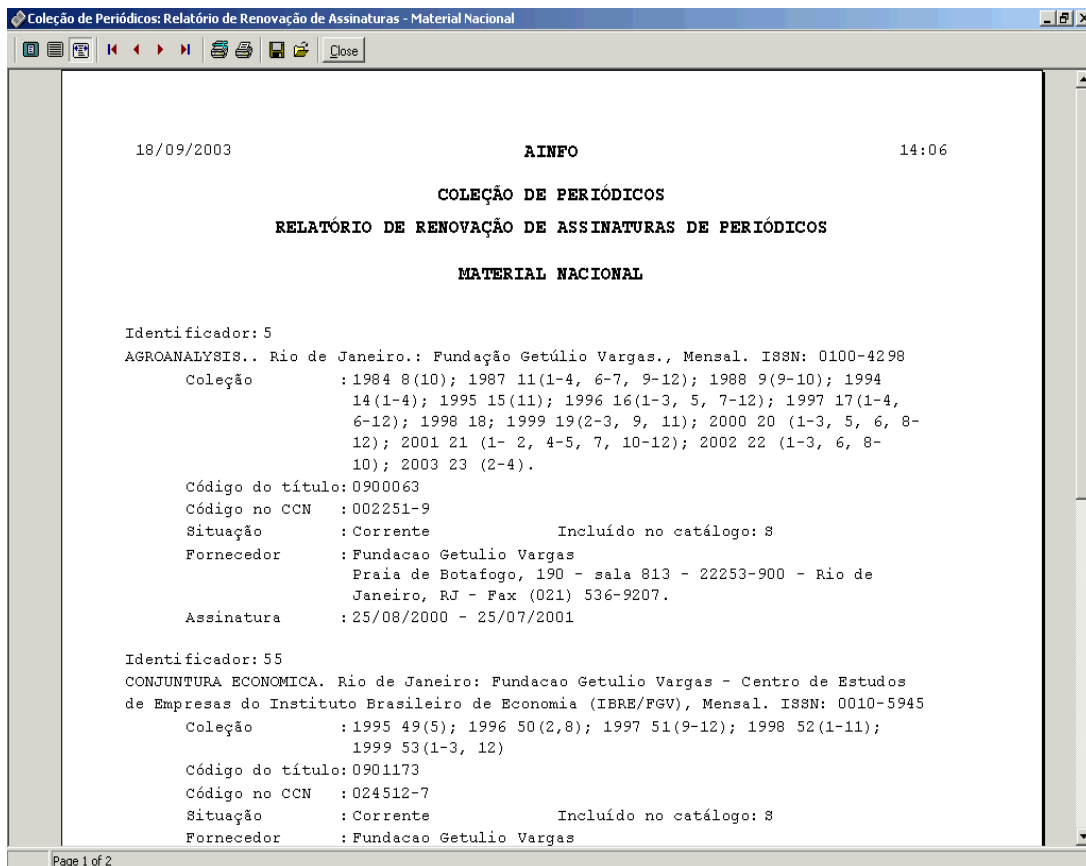 Coleção de Periódicos: Relatório de Renovação de Assinaturas - Material Nacional
Close
18/09/2003 AINFO 14:06
COLEÇÃO DE PERIÓDICOS
RELATÓRIO DE RENOVAÇÃO DE ASSINATURAS DE PERIÓDICOS
MATERIAL NACIONAL
Identificador: 5
AGROANALYSIS.. Rio de Janeiro.: Fundação Getúlio Vargas., Mensal. ISSN: 0100-4298
Coleção : 1984 8(10); 1987 11(1-4, 6-7, 9-12); 1988 9(9-10); 1994
14(1-4); 1995 15(11); 1996 16(1-3, 5, 7-12); 1997 17(1-4,
6-12); 1998 18; 1999 19(2-3, 9, 11); 2000 20 (1-3, 5, 6, 8-
12); 2001 21 (1- 2, 4-5, 7, 10-12); 2002 22 (1-3, 6, 8-
10); 2003 23 (2-4).
Código do título: 0900063
Código no CCN : 002251-9
Situação : Corrente Incluído no catálogo: S
Fornecedor : Fundacao Getulio Vargas
Praia de Botafogo, 190 - sala 813 - 22253-900 - Rio de
Janeiro, RJ - Fax (021) 536-9207.
Assinatura : 25/08/2000 - 25/07/2001
Identificador: 55
CONJUNTURA ECONOMICA. Rio de Janeiro: Fundacao Getulio Vargas - Centro de Estudos
de Empresas do Instituto Brasileiro de Economia (IBRE/FGV), Mensal. ISSN: 0010-5945
Coleção : 1995 49(5); 1996 50(2,8); 1997 51(9-12); 1998 52(1-11);
1999 53(1-3, 12)
Código do título: 0901173
Código no CCN : 024512-7
Situação : Corrente Incluído no catálogo: S
Fornecedor : Fundacao Getulio Vargas
Page 1 of 2